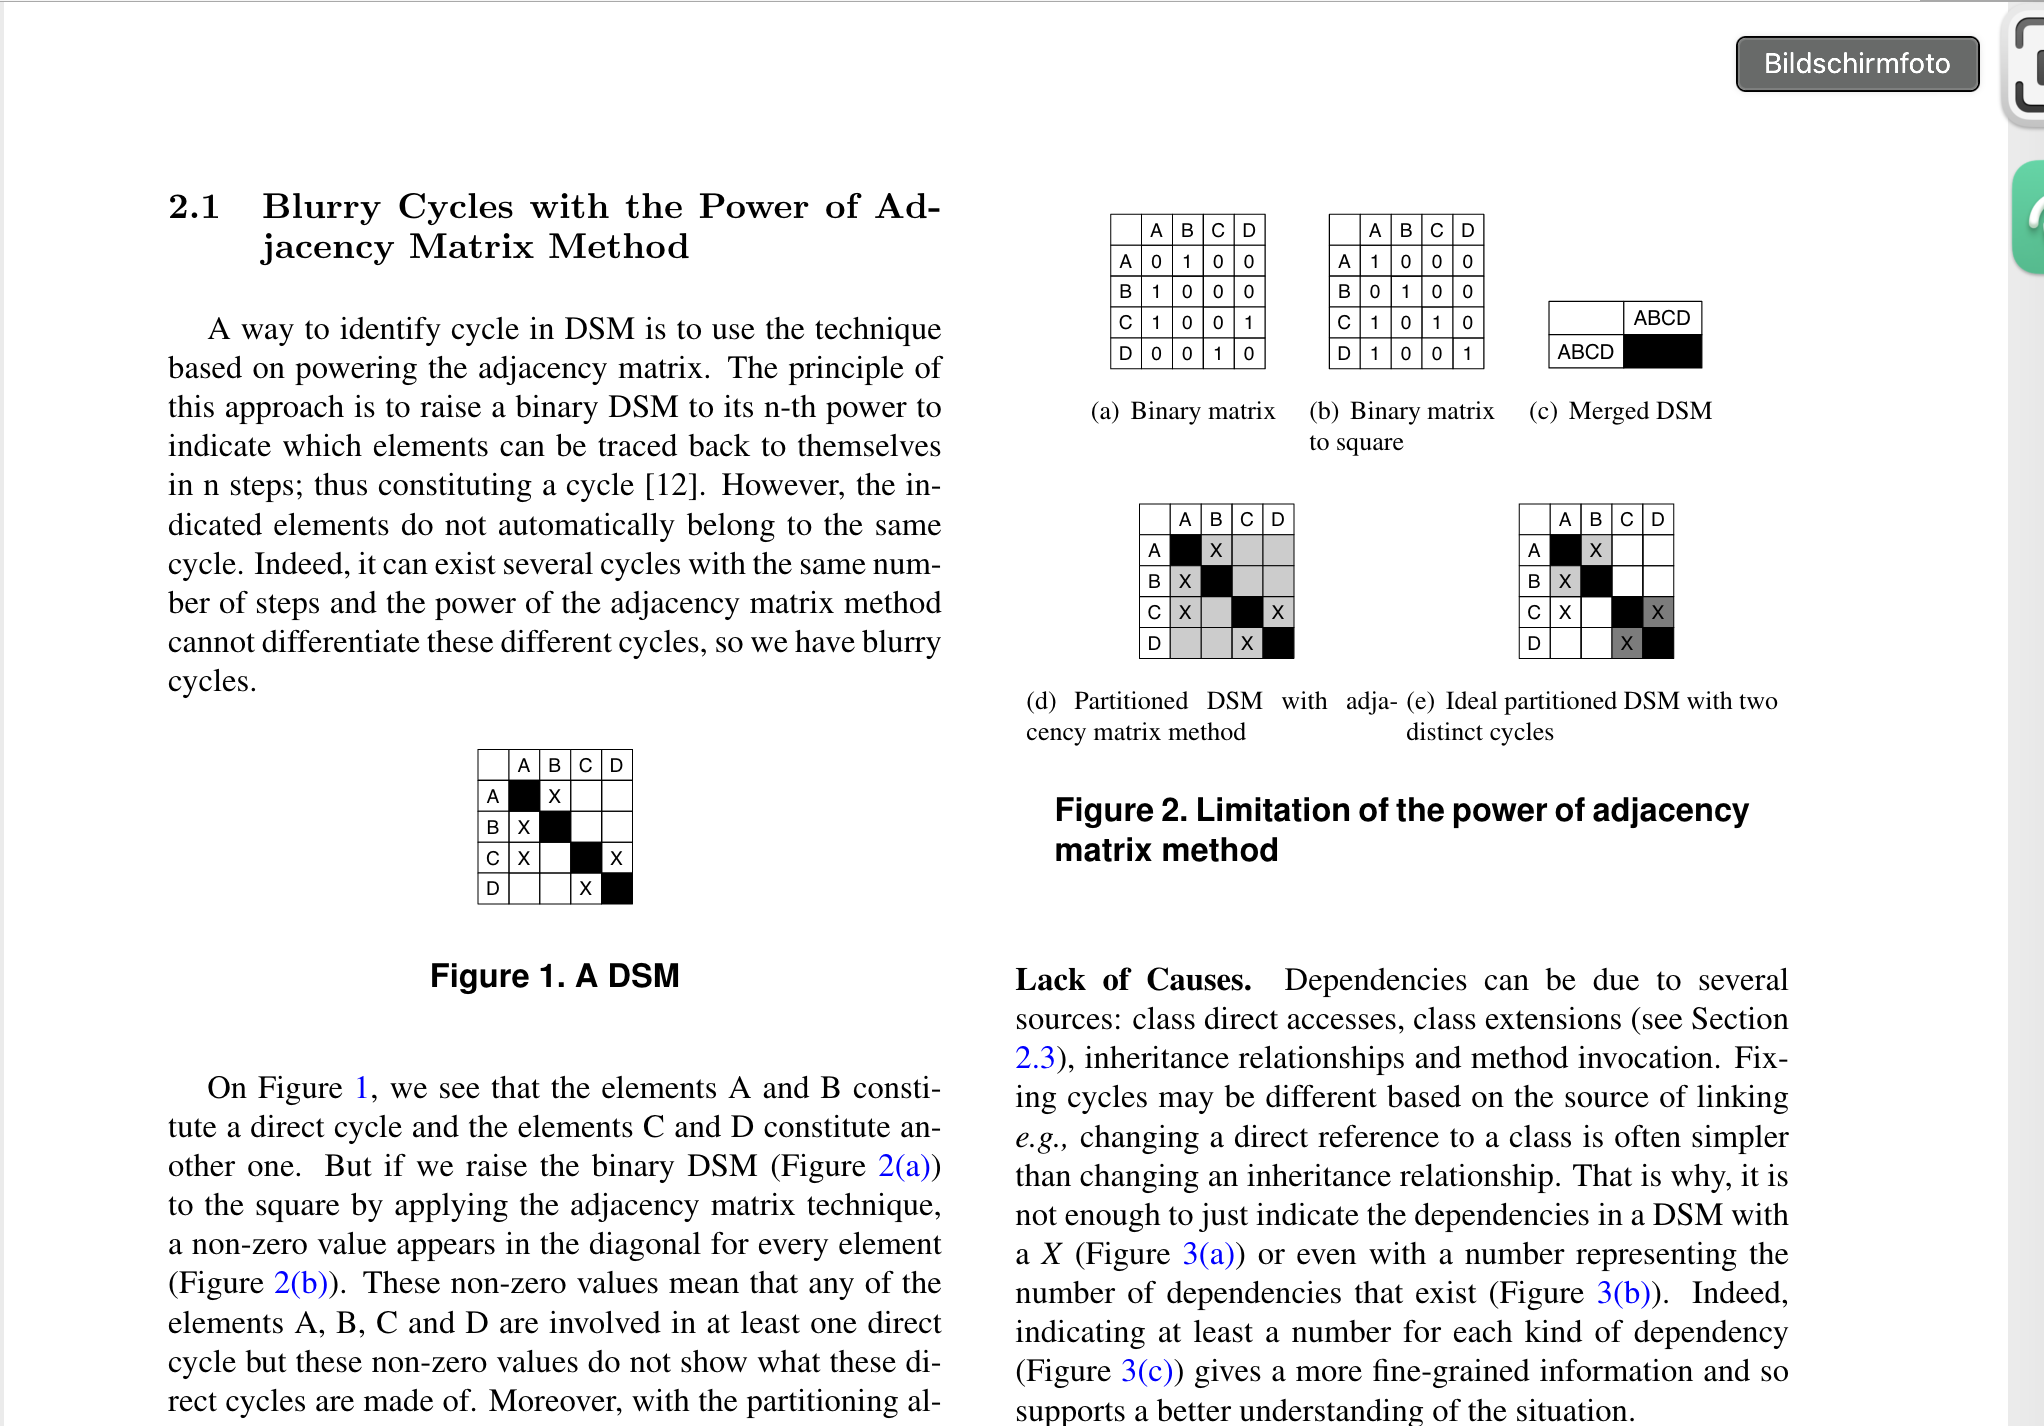 Bildschirmfoto
2.1 Blurry Cycles with the Power of Ad-
jacency Matrix Method
A way to identify cycle in DSM is to use the technique
based on powering the adjacency matrix. The principle of
this approach is to raise a binary DSM to its n-th power to
indicate which elements can be traced back to themselves
in n steps; thus constituting a cycle [12]. However, the in-
dicated elements do not automatically belong to the same
cycle. Indeed, it can exist several cycles with the same num-
ber of steps and the power of the adjacency matrix method
cannot differentiate these different cycles, so we have blurry
cycles.
A B C D
A X
B X
C X X
D X
Figure 1. A DSM
On Figure 1, we see that the elements A and B consti-
tute a direct cycle and the elements C and D constitute an-
other one. But if we raise the binary DSM (Figure 2(a))
to the square by applying the adjacency matrix technique,
a non-zero value appears in the diagonal for every element
(Figure 2(b)). These non-zero values mean that any of the
elements A, B, C and D are involved in at least one direct
cycle but these non-zero values do not show what these di-
rect cycles are made of. Moreover, with the partitioning al-
A B C D
A 0 1 0 0
B 1 0 0 0
C 1 0 0 1
D 0 0 1 0
(a) Binary matrix
A B C D
A 1 0 0 0
B 0 1 0 0
C 1 0 1 0
D 1 0 0 1
(b) Binary matrix
to square
ABCD
ABCD
(c) Merged DSM
A B C D
A X
B X
C X X
D X
(d) Partitioned DSM with adja-
cency matrix method
A B C D
A X
B X
C X X
D X
(e) Ideal partitioned DSM with two
distinct cycles
Figure 2. Limitation of the power of adjacency
matrix method
Lack of Causes. Dependencies can be due to several
sources: class direct accesses, class extensions (see Section
2.3), inheritance relationships and method invocation. Fix-
ing cycles may be different based on the source of linking
e.g., changing a direct reference to a class is often simpler
than changing an inheritance relationship. That is why, it is
not enough to just indicate the dependencies in a DSM with
a X (Figure 3(a)) or even with a number representing the
number of dependencies that exist (Figure 3(b)). Indeed,
indicating at least a number for each kind of dependency
(Figure 3(c)) gives a more fine-grained information and so
supports a better understanding of the situation.